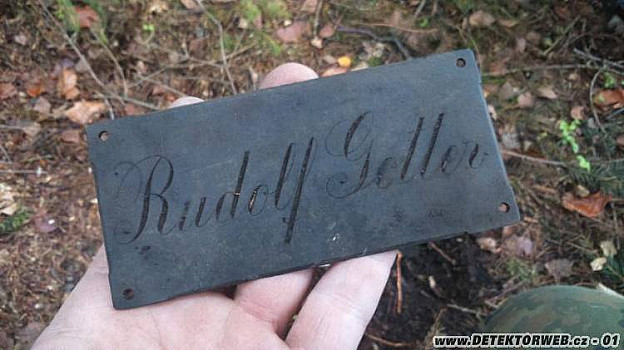 Rudolf Goller
www.DETEKTORWEB.cz - 01